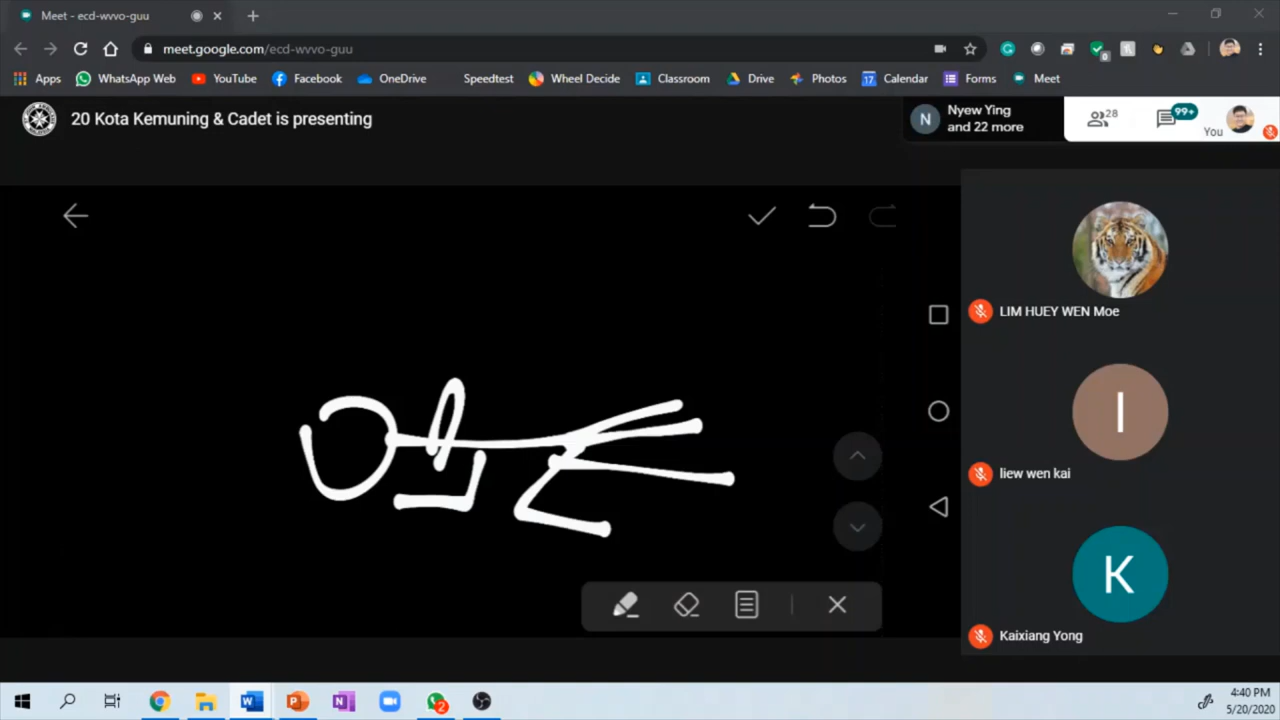 Meet - ecd-wvvo-guu
meet.google.com/ecd-wvvo-guu
Apps WhatsApp Web YouTube Facebook OneDrive Speedtest Wheel Decide Classroom Drive Photos 17 Calendar Forms Meet
20 Kota Kemuning & Cadet is presenting
N Nyew Ying
and 22 more
28
99+
You
LIM HUEY WEN Moe
I
liew wen kai
K
Kaixiang Yong
2
4:40 PM
5/20/2020